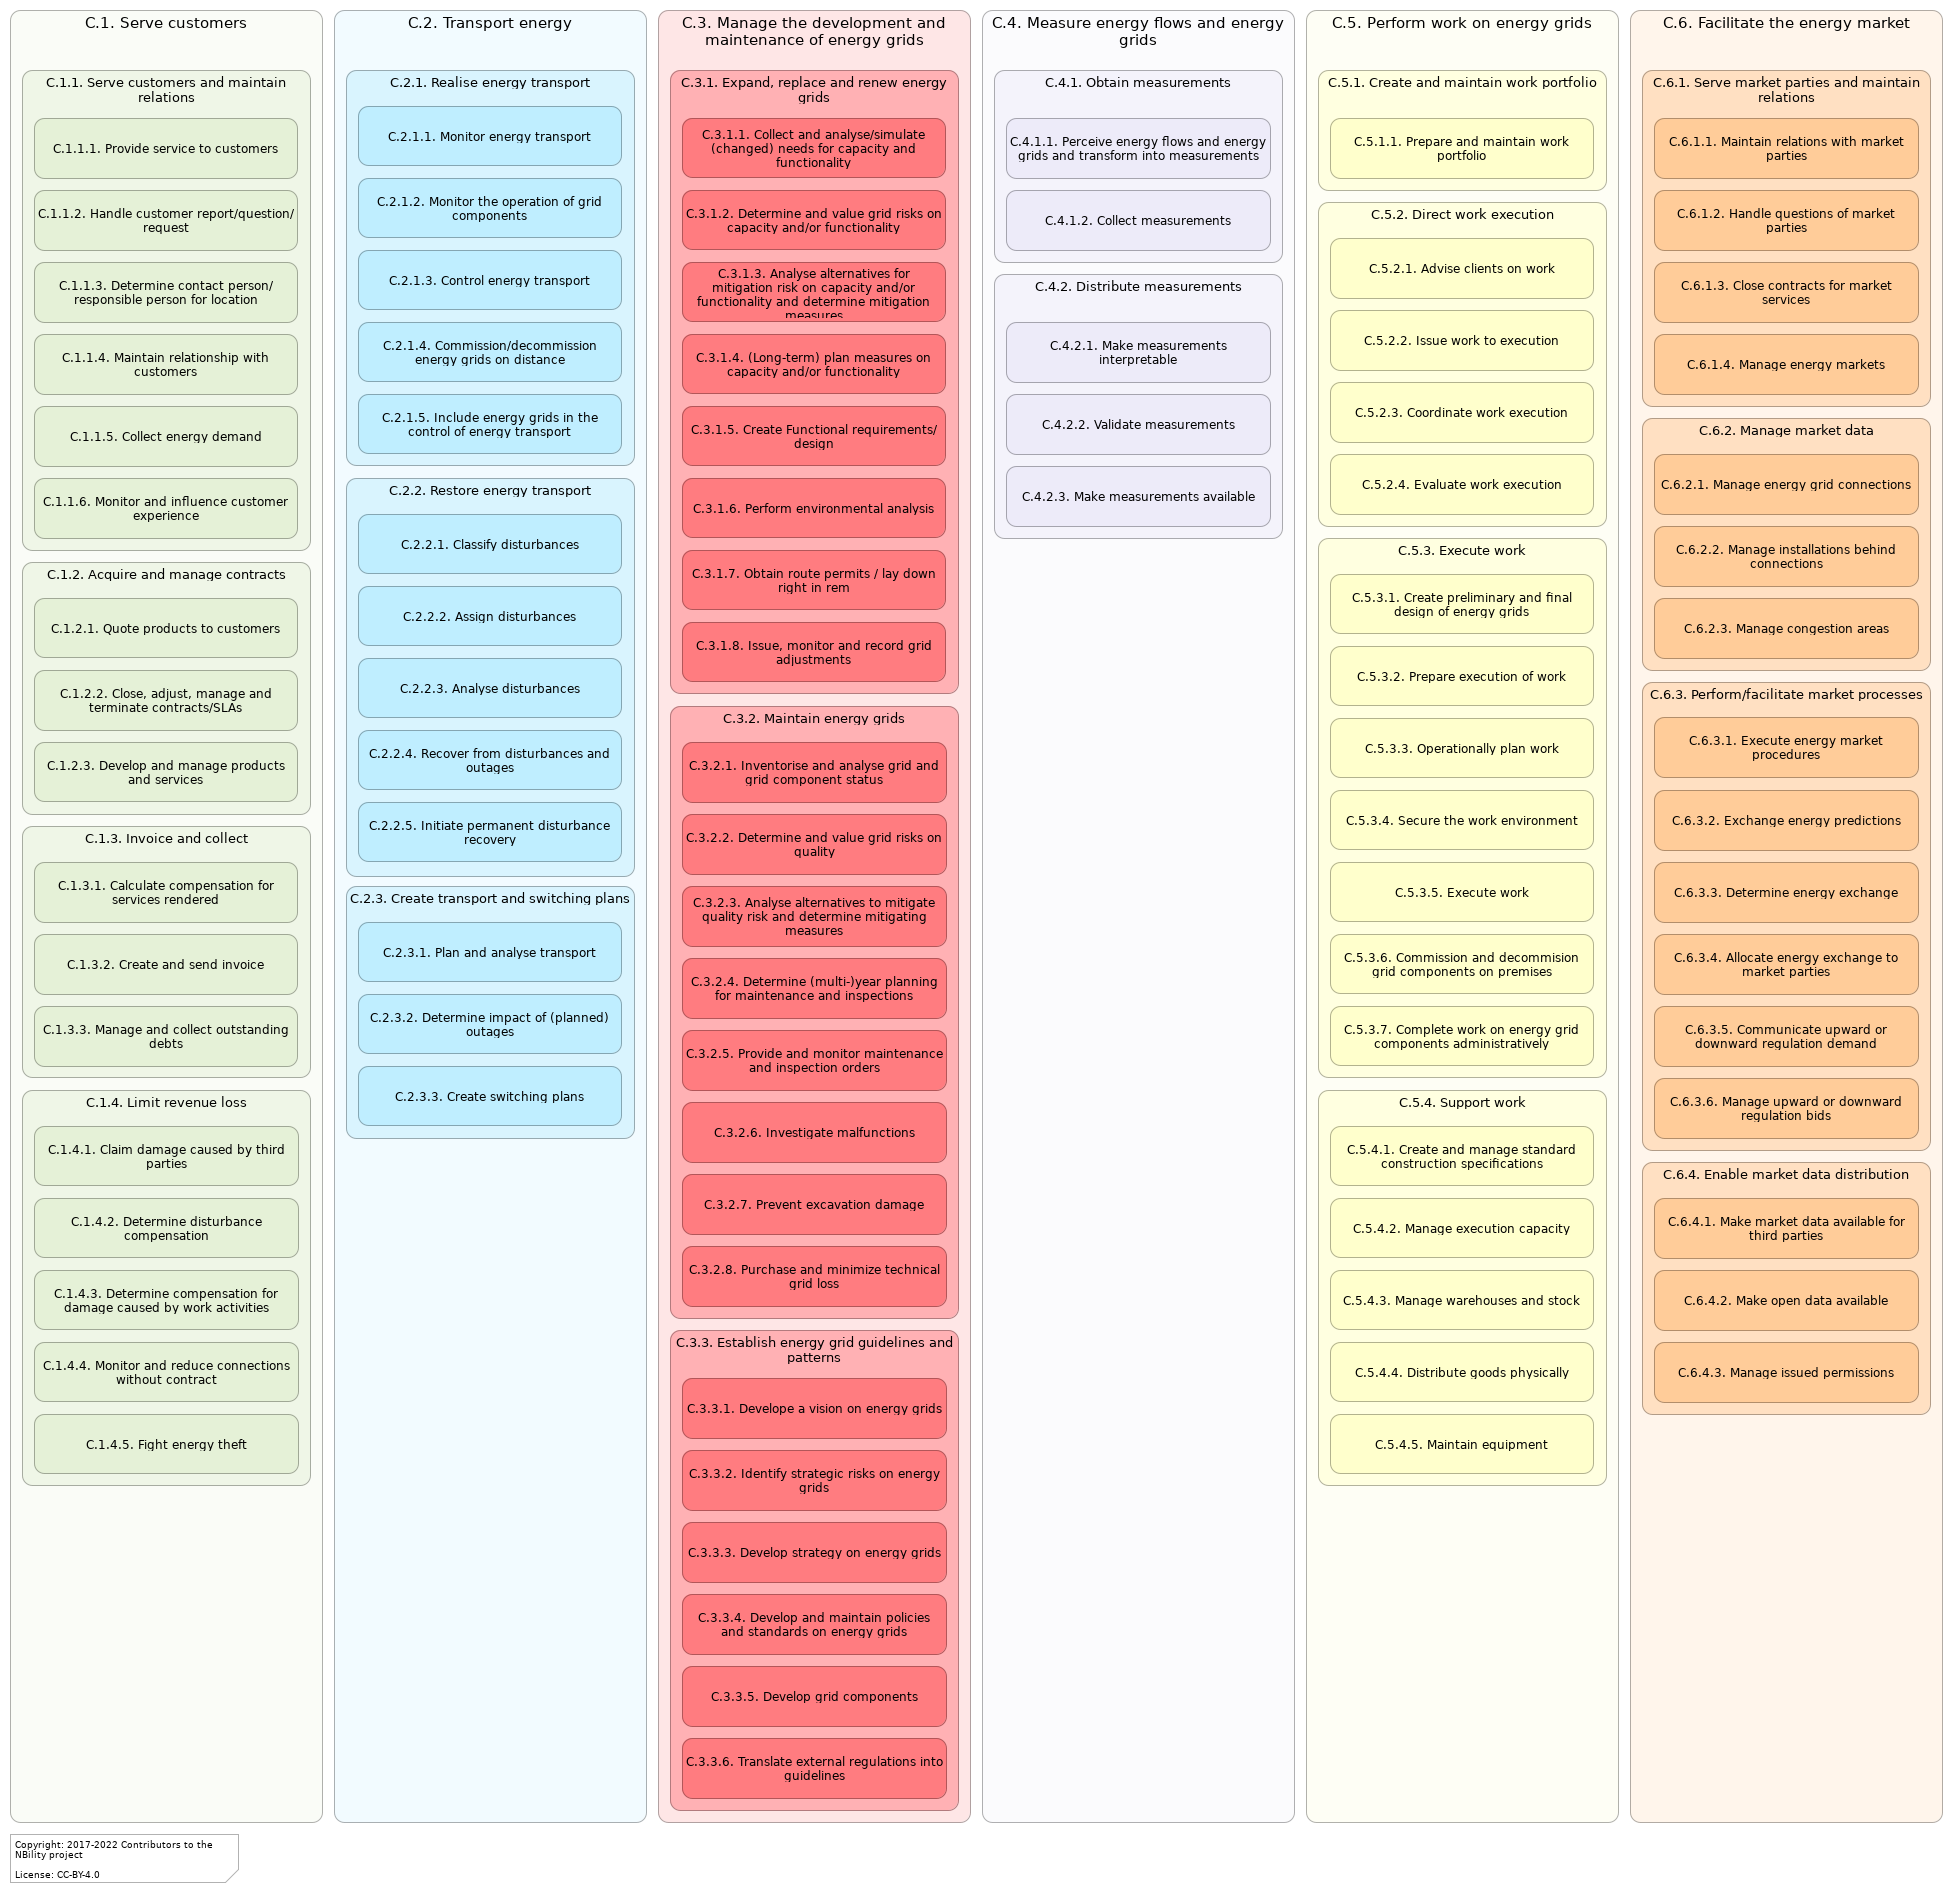 C.1. Serve customers
C.1.1. Serve customers and maintain
relations
C.1.1.1. Provide service to customers
C.1.1.2. Handle customer report/question/
request
C.1.1.3. Determine contact person/
responsible person for location
C.1.1.4. Maintain relationship with
customers
C.1.1.5. Collect energy demand
C.1.1.6. Monitor and influence customer
experience
C.1.2. Acquire and manage contracts
C.1.2.1. Quote products to customers
C.1.2.2. Close, adjust, manage and
terminate contracts/SLAs
C.1.2.3. Develop and manage products
and services
C.1.3. Invoice and collect
C.1.3.1. Calculate compensation for
services rendered
C.1.3.2. Create and send invoice
C.1.3.3. Manage and collect outstanding
debts
C.1.4. Limit revenue loss
C.1.4.1. Claim damage caused by third
parties
C.1.4.2. Determine disturbance
compensation
C.1.4.3. Determine compensation for
damage caused by work activities
C.1.4.4. Monitor and reduce connections
without contract
C.1.4.5. Fight energy theft
C.2. Transport energy
C.2.1. Realise energy transport
C.2.1.1. Monitor energy transport
C.2.1.2. Monitor the operation of grid
components
C.2.1.3. Control energy transport
C.2.1.4. Commission/decommission
energy grids on distance
C.2.1.5. Include energy grids in the
control of energy transport
C.2.2. Restore energy transport
C.2.2.1. Classify disturbances
C.2.2.2. Assign disturbances
C.2.2.3. Analyse disturbances
C.2.2.4. Recover from disturbances and
outages
C.2.2.5. Initiate permanent disturbance
recovery
C.2.3. Create transport and switching plans
C.2.3.1. Plan and analyse transport
C.2.3.2. Determine impact of (planned)
outages
C.2.3.3. Create switching plans
C.3. Manage the development and
maintenance of energy grids
C.3.1. Expand, replace and renew energy
grids
C.3.1.1. Collect and analyse/simulate
(changed) needs for capacity and
functionality
C.3.1.2. Determine and value grid risks on
capacity and/or functionality
C.3.1.3. Analyse alternatives for
mitigation risk on capacity and/or
functionality and determine mitigation
measures
C.3.1.4. (Long-term) plan measures on
capacity and/or functionality
C.3.1.5. Create Functional requirements/
design
C.3.1.6. Perform environmental analysis
C.3.1.7. Obtain route permits / lay down
right in rem
C.3.1.8. Issue, monitor and record grid
adjustments
C.3.2. Maintain energy grids
C.3.2.1. Inventorise and analyse grid and
grid component status
C.3.2.2. Determine and value grid risks on
quality
C.3.2.3. Analyse alternatives to mitigate
quality risk and determine mitigating
measures
C.3.2.4. Determine (multi-)year planning
for maintenance and inspections
C.3.2.5. Provide and monitor maintenance
and inspection orders
C.3.2.6. Investigate malfunctions
C.3.2.7. Prevent excavation damage
C.3.2.8. Purchase and minimize technical
grid loss
C.3.3. Establish energy grid guidelines and
patterns
C.3.3.1. Develope a vision on energy grids
C.3.3.2. Identify strategic risks on energy
grids
C.3.3.3. Develop strategy on energy grids
C.3.3.4. Develop and maintain policies
and standards on energy grids
C.3.3.5. Develop grid components
C.3.3.6. Translate external regulations into
guidelines
C.4. Measure energy flows and energy
grids
C.4.1. Obtain measurements
C.4.1.1. Perceive energy flows and energy
grids and transform into measurements
C.4.1.2. Collect measurements
C.4.2. Distribute measurements
C.4.2.1. Make measurements
interpretable
C.4.2.2. Validate measurements
C.4.2.3. Make measurements available
C.5. Perform work on energy grids
C.5.1. Create and maintain work portfolio
C.5.1.1. Prepare and maintain work
portfolio
C.5.2. Direct work execution
C.5.2.1. Advise clients on work
C.5.2.2. Issue work to execution
C.5.2.3. Coordinate work execution
C.5.2.4. Evaluate work execution
C.5.3. Execute work
C.5.3.1. Create preliminary and final
design of energy grids
C.5.3.2. Prepare execution of work
C.5.3.3. Operationally plan work
C.5.3.4. Secure the work environment
C.5.3.5. Execute work
C.5.3.6. Commission and decommision
grid components on premises
C.5.3.7. Complete work on energy grid
components administratively
C.5.4. Support work
C.5.4.1. Create and manage standard
construction specifications
C.5.4.2. Manage execution capacity
C.5.4.3. Manage warehouses and stock
C.5.4.4. Distribute goods physically
C.5.4.5. Maintain equipment
C.6. Facilitate the energy market
C.6.1. Serve market parties and maintain
relations
C.6.1.1. Maintain relations with market
parties
C.6.1.2. Handle questions of market
parties
C.6.1.3. Close contracts for market
services
C.6.1.4. Manage energy markets
C.6.2. Manage market data
C.6.2.1. Manage energy grid connections
C.6.2.2. Manage installations behind
connections
C.6.2.3. Manage congestion areas
C.6.3. Perform/facilitate market processes
C.6.3.1. Execute energy market
procedures
C.6.3.2. Exchange energy predictions
C.6.3.3. Determine energy exchange
C.6.3.4. Allocate energy exchange to
market parties
C.6.3.5. Communicate upward or
downward regulation demand
C.6.3.6. Manage upward or downward
regulation bids
C.6.4. Enable market data distribution
C.6.4.1. Make market data available for
third parties
C.6.4.2. Make open data available
C.6.4.3. Manage issued permissions
Copyright: 2017-2022 Contributors to the
NBility project
License: CC-BY-4.0